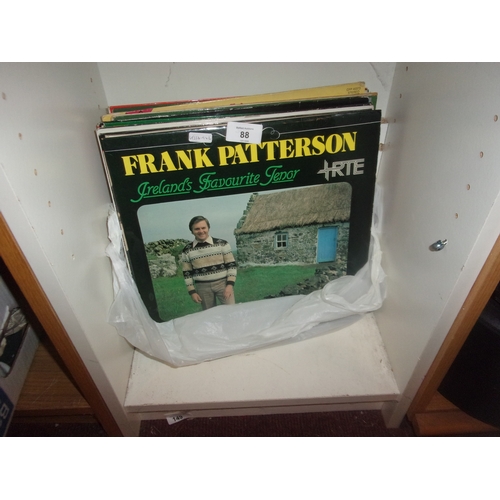 88
FRANK PATTERSON
Ireland's Favourite Tenor
RTE